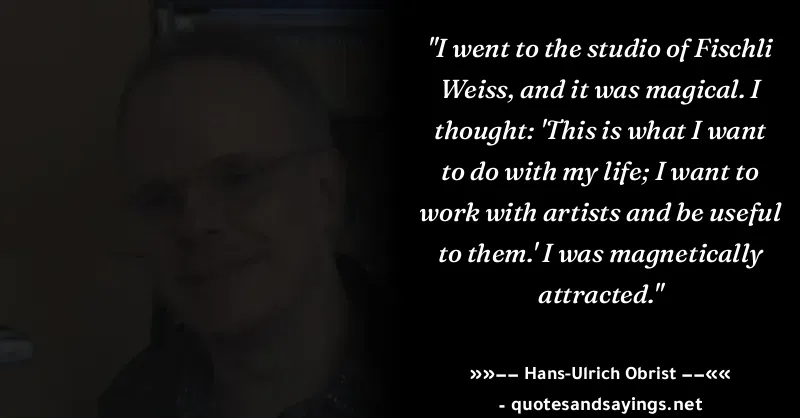 "I went to the studio of Fischli
Weiss, and it was magical. I
thought: 'This is what I want
to do with my life; I want to
work with artists and be useful
to them.' I was magnetically
attracted."
»»−− Hans-Ulrich Obrist −−««
- quotesandsayings.net